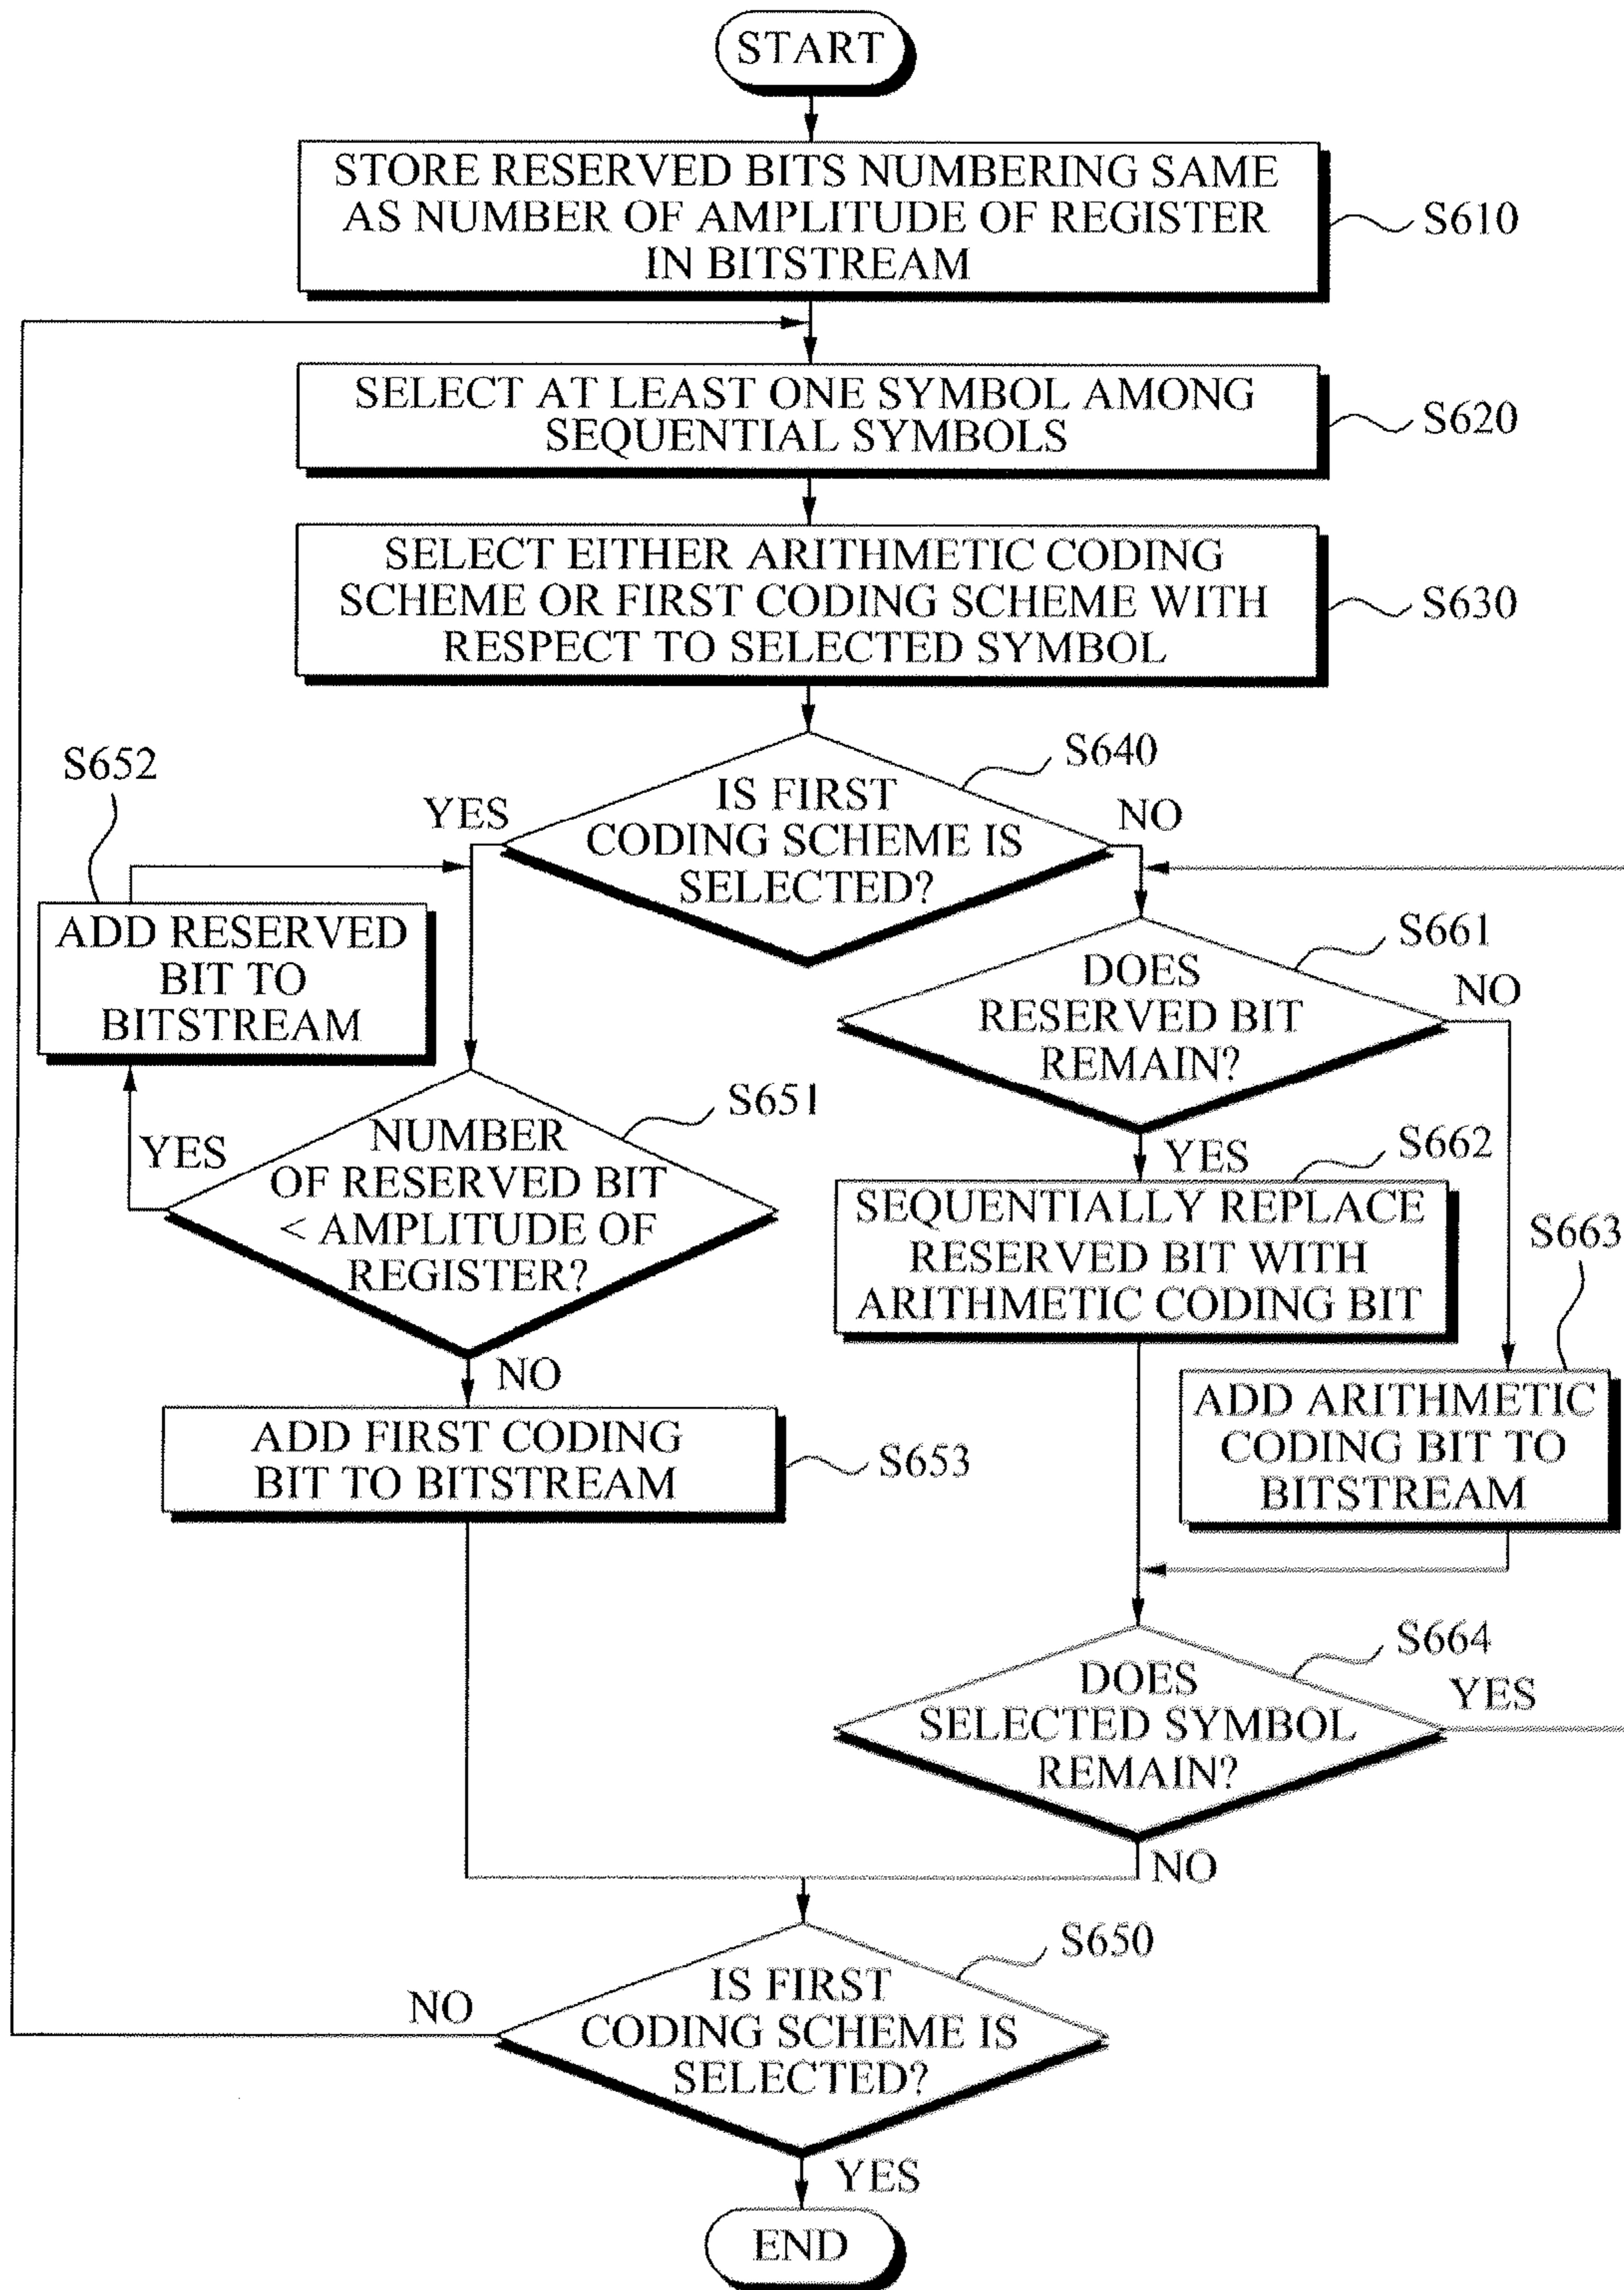 START
STORE RESERVED BITS NUMBERING SAME
AS NUMBER OF AMPLITUDE OF REGISTER
IN BITSTREAM
S610
SELECT AT LEAST ONE SYMBOL AMONG
SEQUENTIAL SYMBOLS
S620
SELECT EITHER ARITHMETIC CODING
SCHEME OR FIRST CODING SCHEME WITH
RESPECT TO SELECTED SYMBOL
S630
S640
IS FIRST
CODING SCHEME IS
SELECTED?
YES
NO
S652
ADD RESERVED
BIT TO
BITSTREAM
S651
NUMBER
OF RESERVED BIT
< AMPLITUDE OF
REGISTER?
YES
NO
ADD FIRST CODING
BIT TO BITSTREAM
S653
S661
DOES
RESERVED BIT
REMAIN?
NO
YES
S662
SEQUENTIALLY REPLACE
RESERVED BIT WITH
ARITHMETIC CODING BIT
S663
ADD ARITHMETIC
CODING BIT TO
BITSTREAM
S664
DOES
SELECTED SYMBOL
REMAIN?
YES
NO
S650
IS FIRST
CODING SCHEME IS
SELECTED?
NO
YES
END